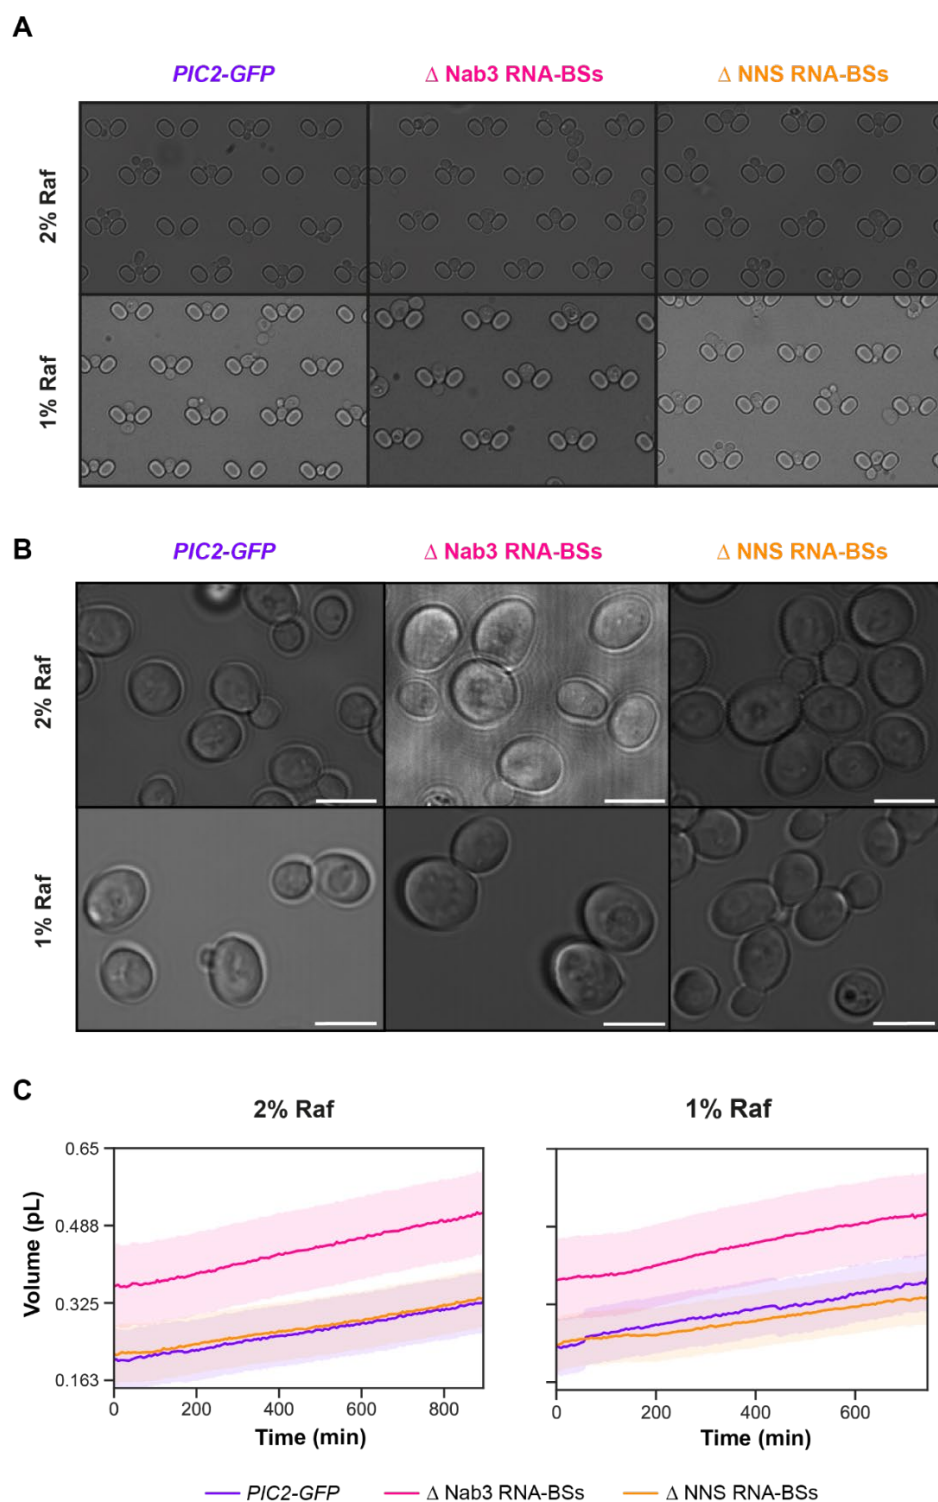 A
PIC2-GFP Δ Nab3 RNA-BSs Δ NNS RNA-BSs
2% Raf
1% Raf
B
PIC2-GFP Δ Nab3 RNA-BSs Δ NNS RNA-BSs
2% Raf
1% Raf
C
2% Raf 1% Raf
Volume (pL)
0.65
0.488
0.325
0.163
0 200 400 600 800 0 200 400 600
Time (min) Time (min)
PIC2-GFP Δ Nab3 RNA-BSs Δ NNS RNA-BSs